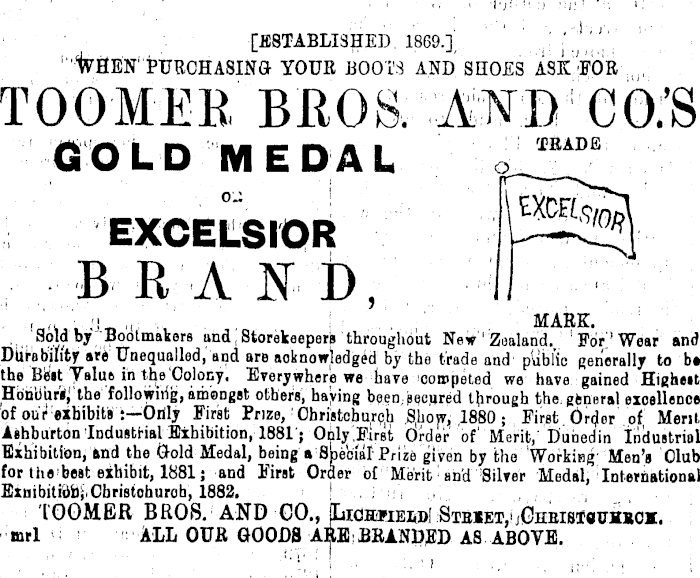 [ESTABLISHED 1869.]
WHEN PURCHASING YOUR BOOTS AND SHOES ASK FOR
TOOMER BROS. AND CO.'S
GOLD MEDAL
OR
EXCELSIOR
BRAND,
TRADE
EXCELSIOR
MARK.
Sold by Bootmakers and Storekeepers throughout New Zealand. For Wear and
Durability are Unequalled, and are acknowledged by the trade and public generally to be
the Best Value in the Colony. Everywhere we have competed we have gained Highest
Honours, the following, amongst others, having been secured through the general excellence
of our exhibits :—Only First Prize, Christchurch Show, 1880 ; First Order of Merit
Ashburton Industrial Exhibition, 1881 ; Only First Order of Merit, Dunedin Industrial
Exhibition, and the Gold Medal, being a Special Prize given by the Working Men's Club
for the best exhibit, 1881 ; and First Order of Merit and Silver Medal, International
Exhibition, Christchurch, 1882.
TOOMER BROS. AND CO., LICHFIELD STREET, CHRISTCHURCH.
mr1 ALL OUR GOODS ARE BRANDED AS ABOVE.